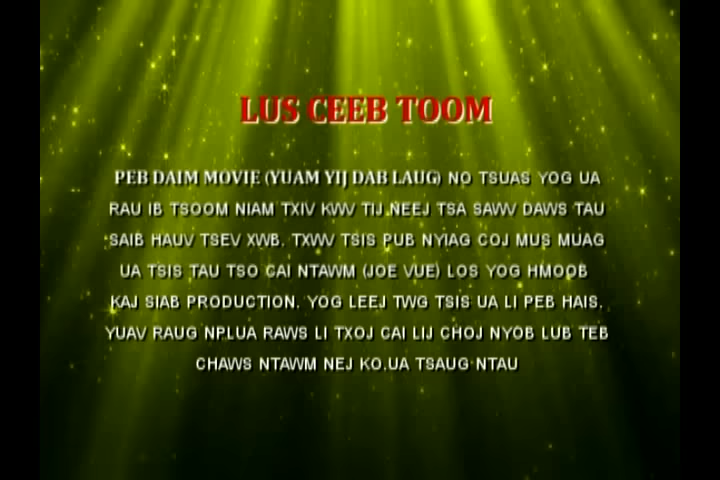 LUS CEEB TOOM
PEB DAIM MOVIE (YUAM YIJ DAB LAUG) NO TSUAS YOG UA
RAU IB TSOOM NIAM TXIV KWV TIJ NEEJ TSA SAWV DAWS TAU
SAIB HAUV TSEV XWB. TXWV TSIS PUB NYIAG COJ MUS MUAG
UA TSIS TAU TSO CAI NTAWM (JOE VUE) LOS YOG HMOOB
KAJ SIAB PRODUCTION. YOG LEEJ TWG TSIS UA LI PEB HAIS,
YUAV RAUG NPLUA RAWS LI TXOJ CAI LIJ CHOJ NYOB LUB TEB
CHAWS NTAWM NEJ KO.UA TSAUG NTAU